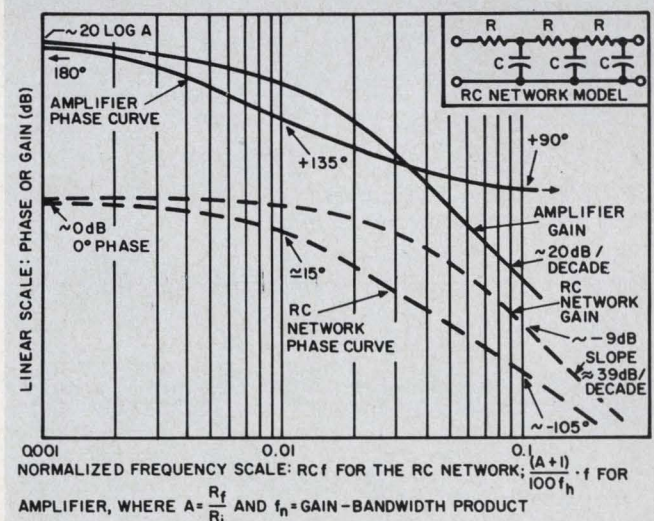 ~20 LOG A
180°
AMPLIFIER
PHASE CURVE
+135°
+90°
R R R
C C C
RC NETWORK MODEL
LINEAR SCALE: PHASE OR GAIN (dB)
~0dB
0° PHASE
≃15°
RC
NETWORK
PHASE CURVE
AMPLIFIER
GAIN
~20dB/
DECADE
RC
NETWORK
GAIN
~-9dB
SLOPE
≈39dB/
DECADE
~-105°
0.001 0.01 0.1
NORMALIZED FREQUENCY SCALE: RCf FOR THE RC NETWORK; (A+1)/100fh · f FOR
AMPLIFIER, WHERE A= Rf/Ri AND fn=GAIN-BANDWIDTH PRODUCT